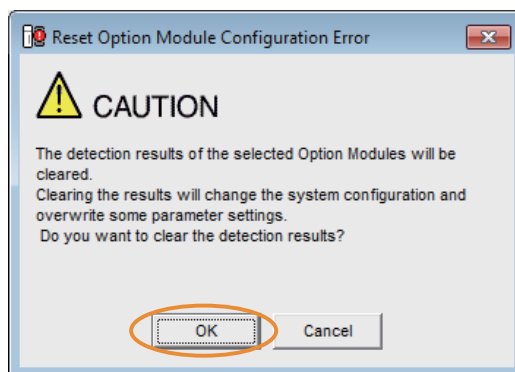 Reset Option Module Configuration Error
CAUTION
The detection results of the selected Option Modules will be
cleared.
Clearing the results will change the system configuration and
overwrite some parameter settings.
Do you want to clear the detection results?
OK
Cancel